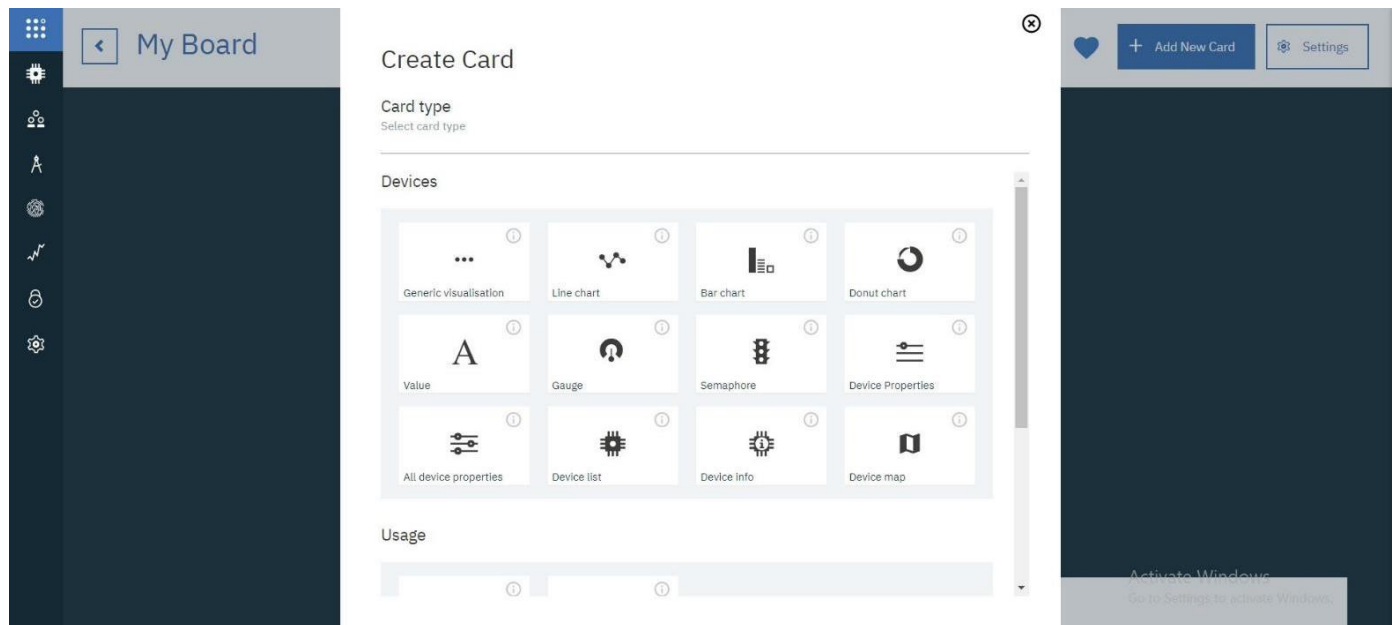 My Board
Create Card
+ Add New Card
Settings
Card type
Select card type
Devices
Generic visualisation
Line chart
Bar chart
Donut chart
A
Value
Gauge
Semaphore
Device Properties
All device properties
Device list
Device info
Device map
Usage
Activate Windows
Go to Settings to activate Windows.